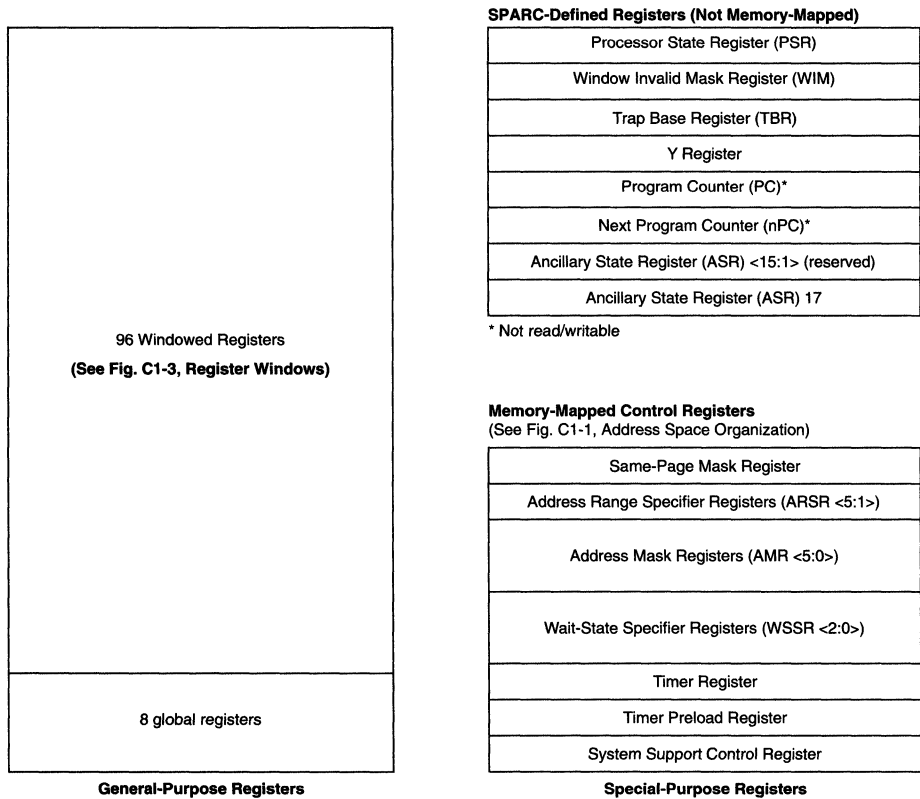 96 Windowed Registers
(See Fig. C1-3, Register Windows)
8 global registers
General-Purpose Registers
SPARC-Defined Registers (Not Memory-Mapped)
Processor State Register (PSR)
Window Invalid Mask Register (WIM)
Trap Base Register (TBR)
Y Register
Program Counter (PC)*
Next Program Counter (nPC)*
Ancillary State Register (ASR) <15:1> (reserved)
Ancillary State Register (ASR) 17
* Not read/writable
Memory-Mapped Control Registers
(See Fig. C1-1, Address Space Organization)
Same-Page Mask Register
Address Range Specifier Registers (ARSR <5:1>)
Address Mask Registers (AMR <5:0>)
Wait-State Specifier Registers (WSSR <2:0>)
Timer Register
Timer Preload Register
System Support Control Register
Special-Purpose Registers